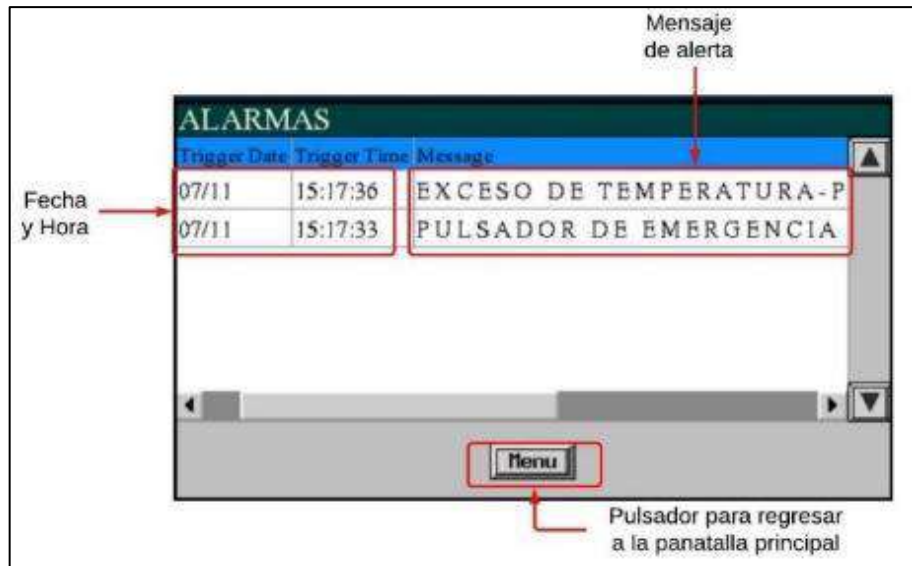 Mensaje
de alerta
ALARMAS
Trigger Date Trigger Time Message
07/11 15:17:36 EXCESO DE TEMPERATURA-P
07/11 15:17:33 PULSADOR DE EMERGENCIA
Fecha
y Hora
Menu
Pulsador para regresar
a la panatalla principal